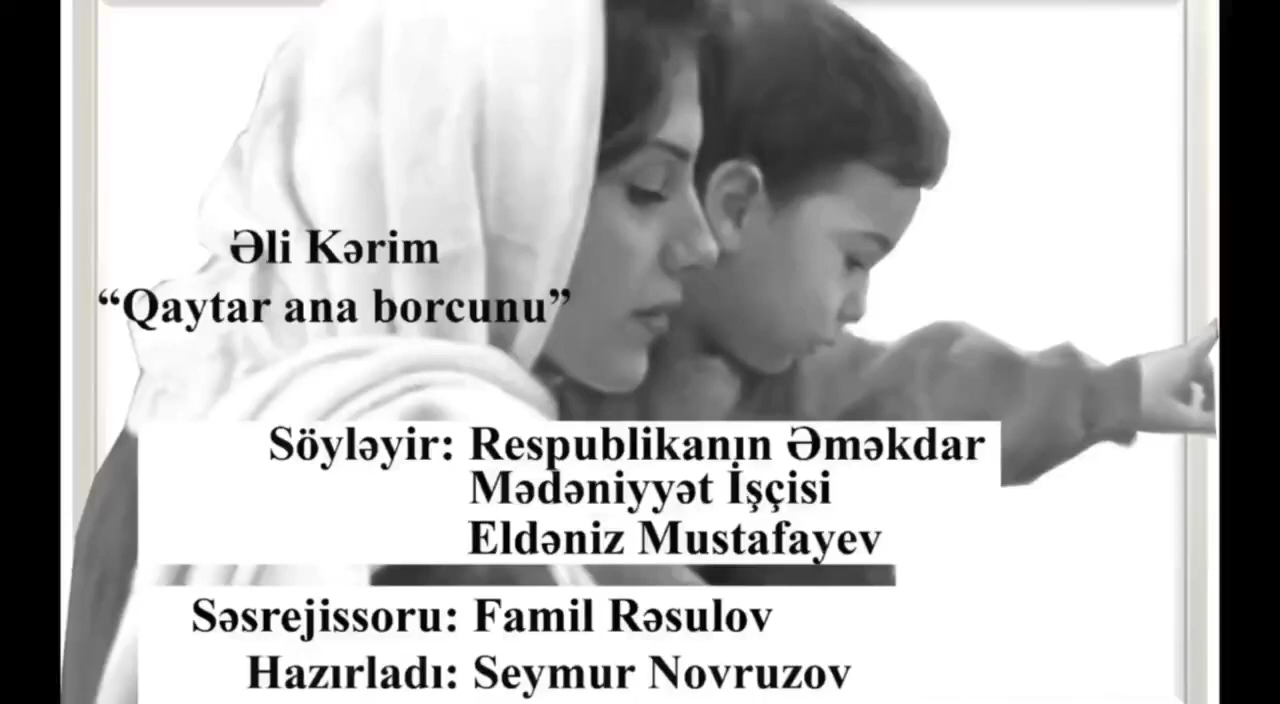 Əli Kərim
“Qaytar ana borcunu”
Söyləyir: Respublikanın Əməkdar
Mədəniyyət İşçisi
Eldəniz Mustafayev
Səsrejissoru: Famil Rəsulov
Hazırladı: Seymur Novruzov